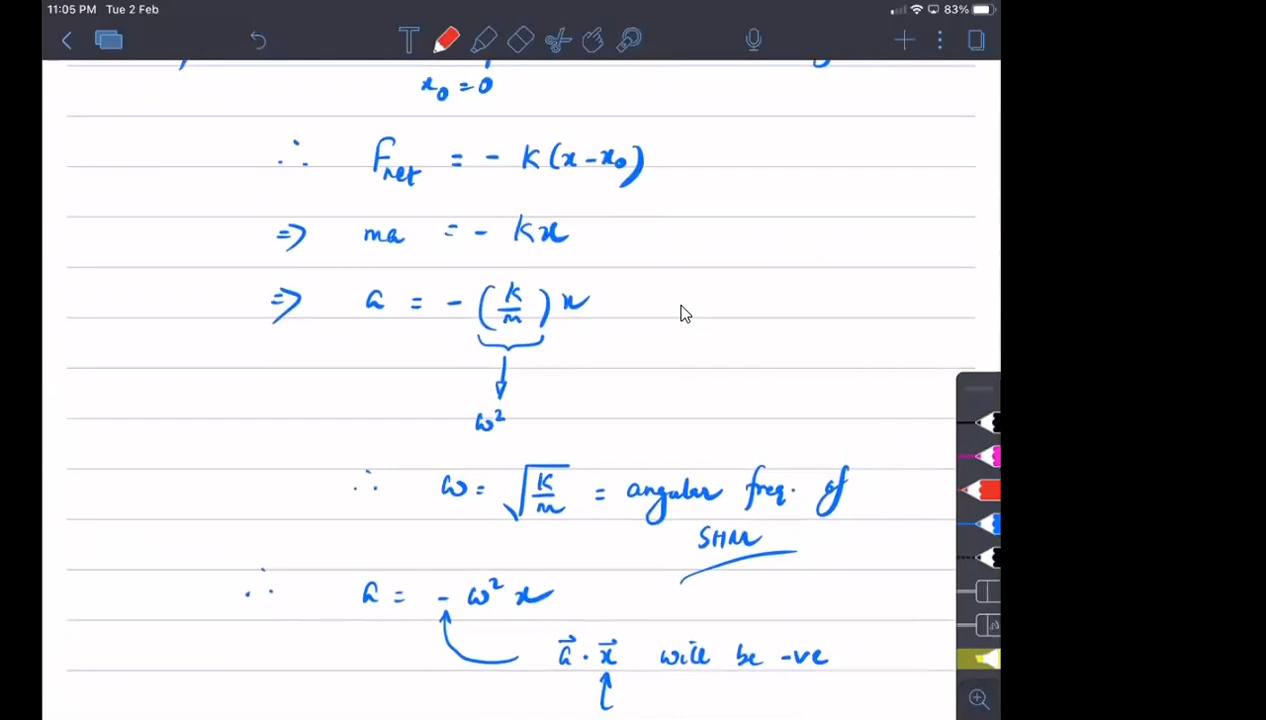 11:05 PM Tue 2 Feb 83%
T
x₀ = 0
∴ Fnet = - K(x - x₀)
⇒ ma = - Kx
⇒ a = - (K/m) x
ω²
∴ ω = √(K/m) = angular freq. of
SHM
∴ a = - ω² x
a⃗ · x⃗ will be -ve